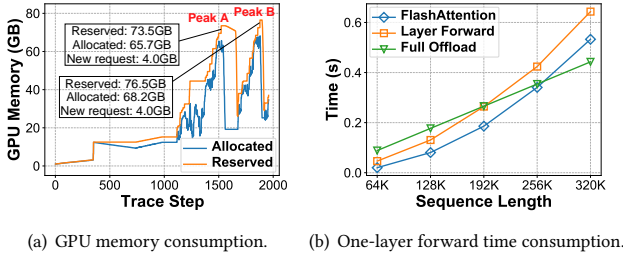 GPU Memory (GB)
80
60
40
20
0
Peak A
Peak B
Reserved: 73.5GB
Allocated: 65.7GB
New request: 4.0GB
Reserved: 76.5GB
Allocated: 68.2GB
New request: 4.0GB
Allocated
Reserved
0 500 1000 1500 2000
Trace Step
(a) GPU memory consumption.
Time (s)
0.6
0.4
0.2
0.0
FlashAttention
Layer Forward
Full Offload
64K 128K 192K 256K 320K
Sequence Length
(b) One-layer forward time consumption.